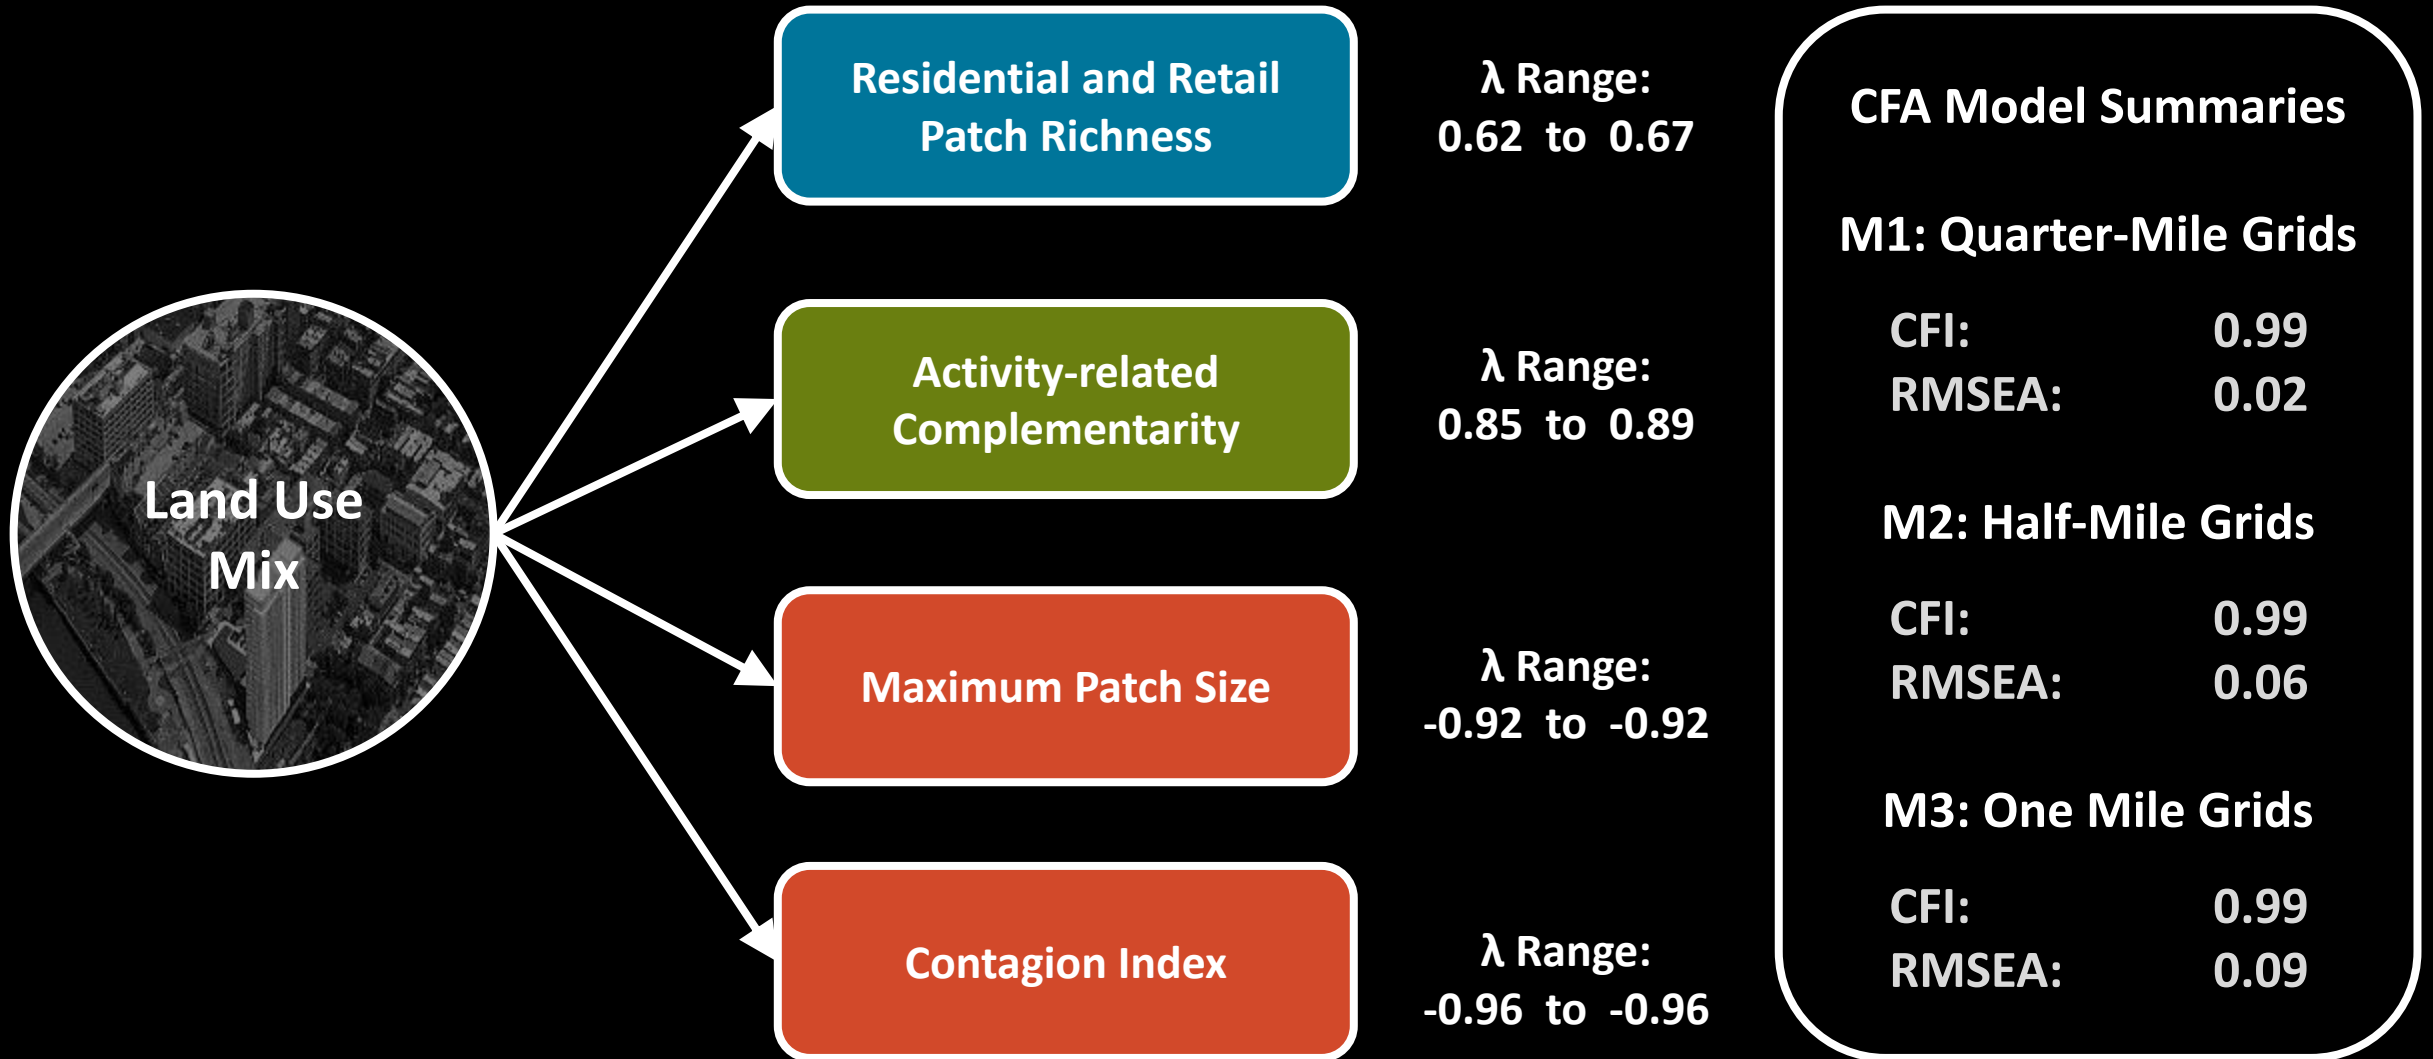 Land Use
Mix
Residential and Retail
Patch Richness
λ Range:
0.62 to 0.67
Activity-related
Complementarity
λ Range:
0.85 to 0.89
Maximum Patch Size
λ Range:
-0.92 to -0.92
Contagion Index
λ Range:
-0.96 to -0.96
CFA Model Summaries
M1: Quarter-Mile Grids
CFI: 0.99
RMSEA: 0.02
M2: Half-Mile Grids
CFI: 0.99
RMSEA: 0.06
M3: One Mile Grids
CFI: 0.99
RMSEA: 0.09